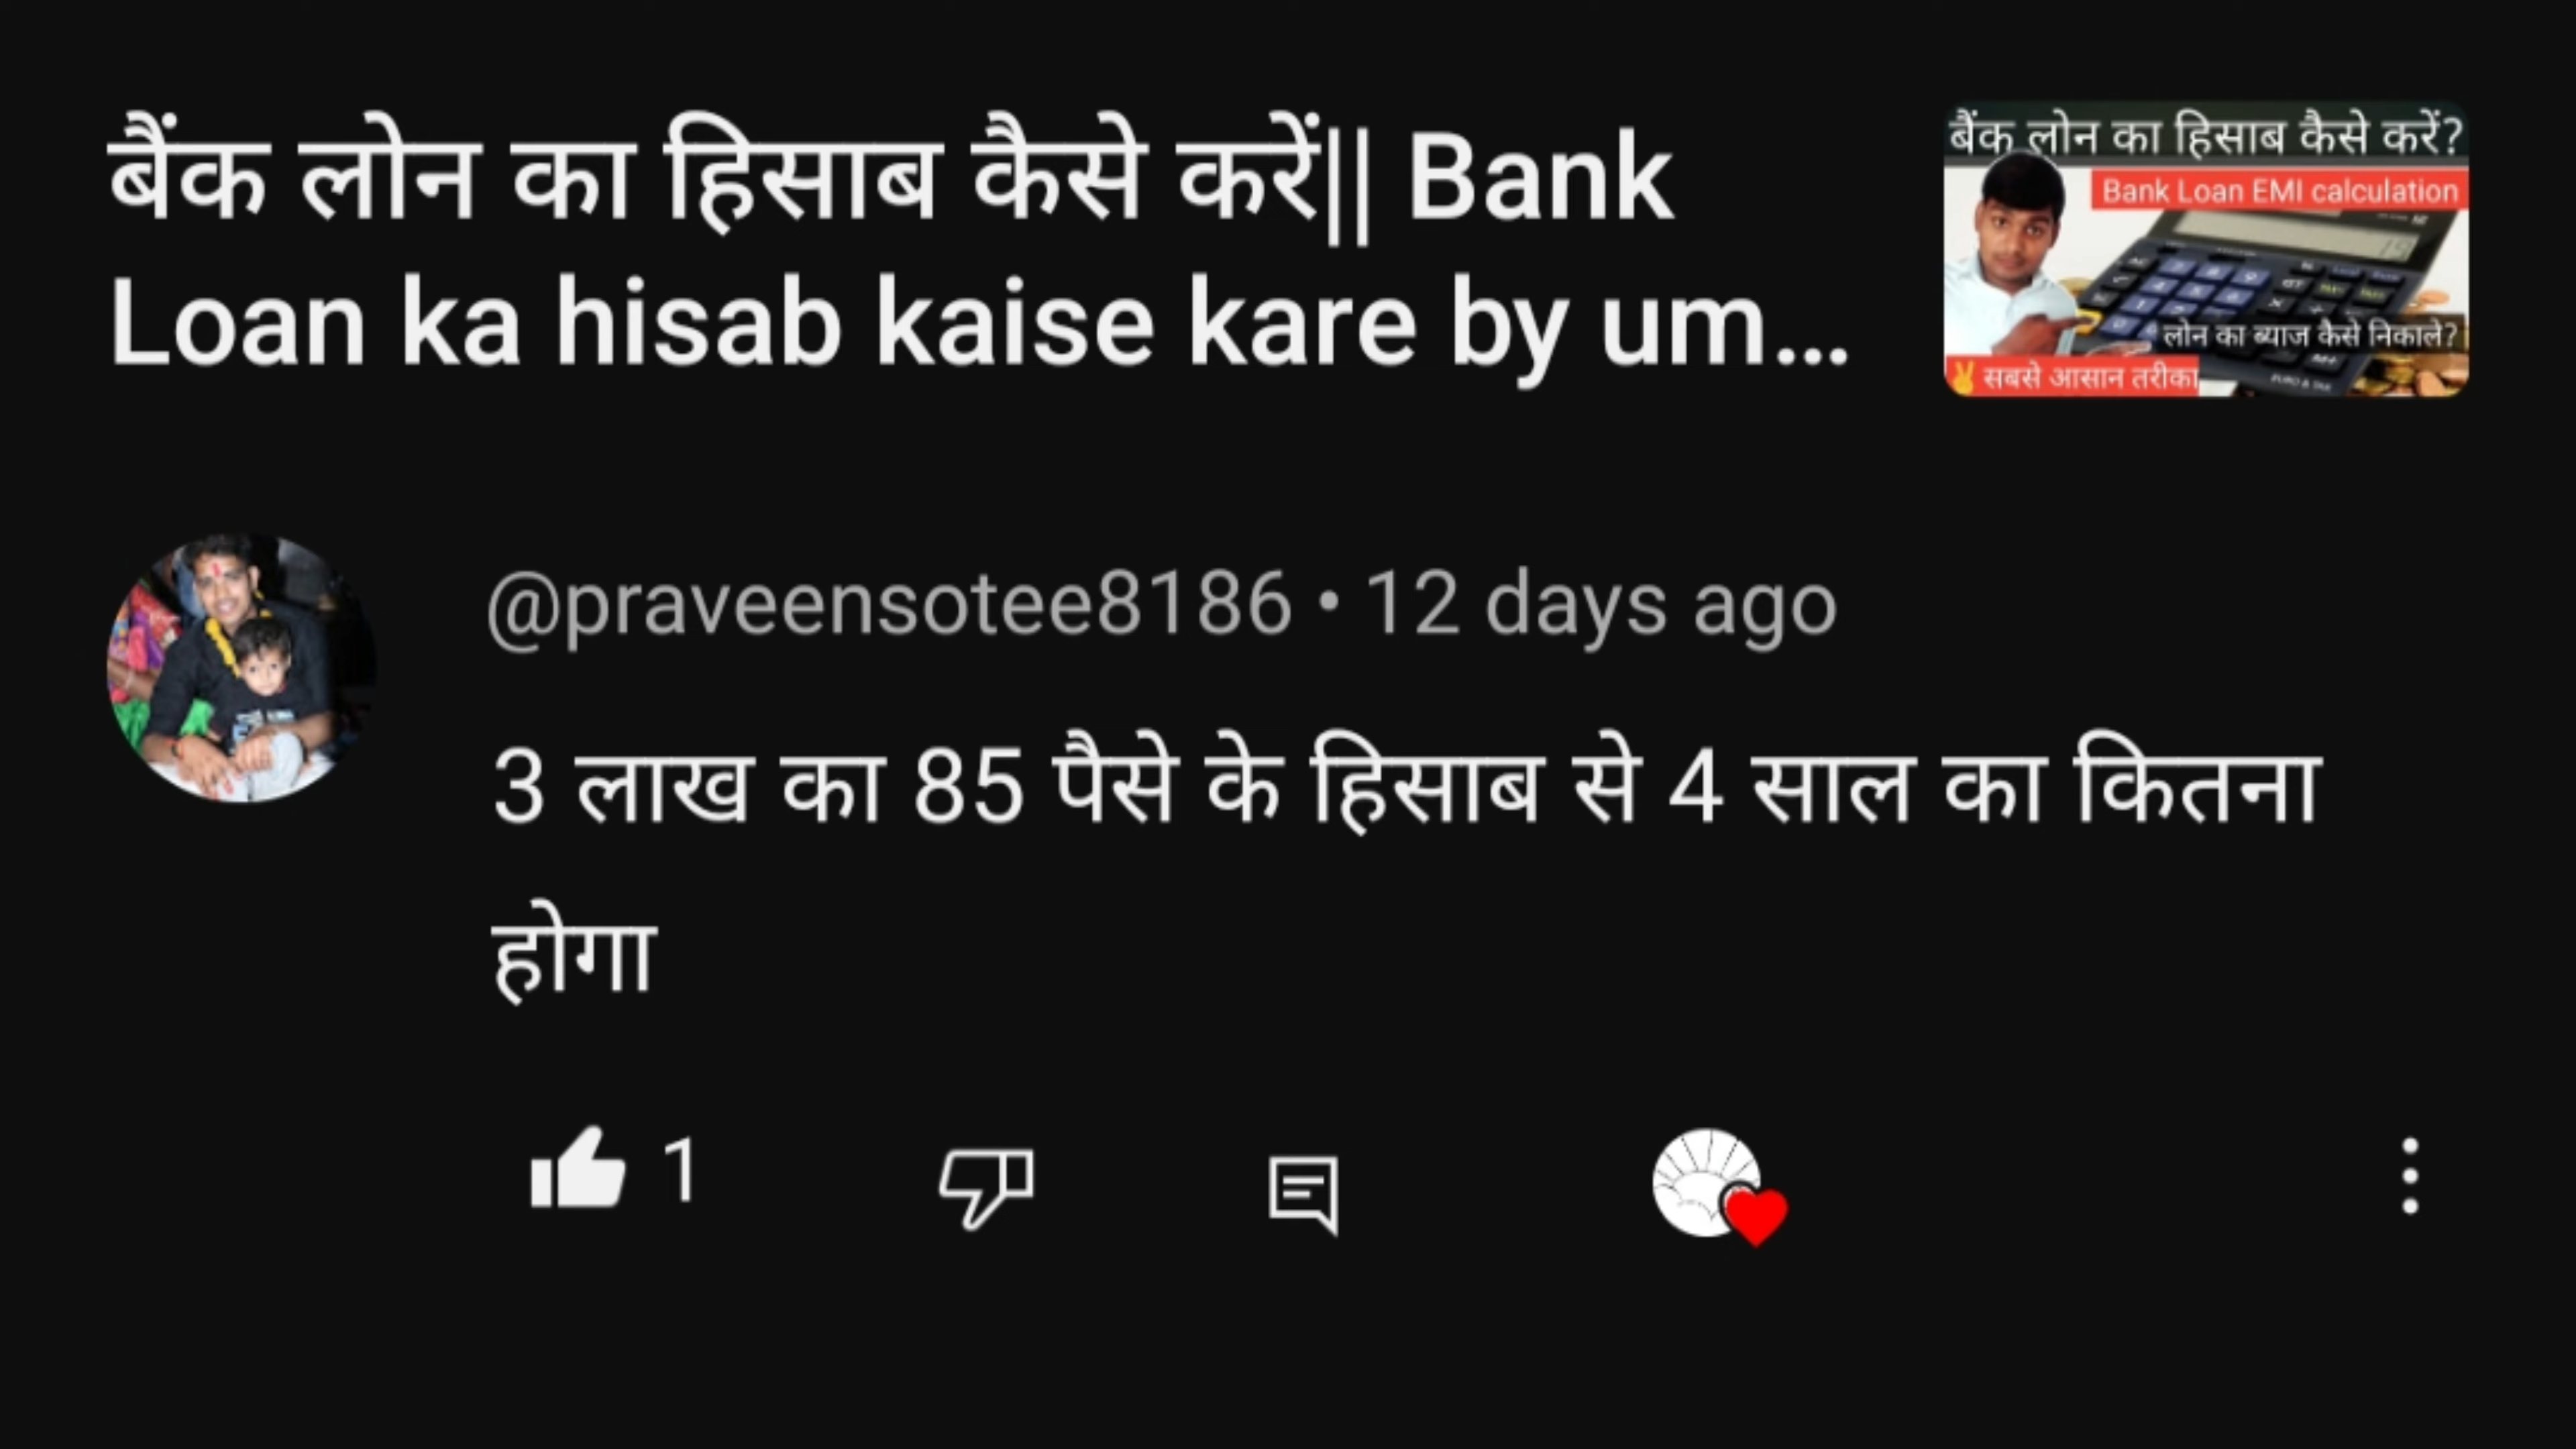 बैंक लोन का हिसाब कैसे करें|| Bank
Loan ka hisab kaise kare by um...
बैंक लोन का हिसाब कैसे करें?
Bank Loan EMI calculation
लोन का ब्याज कैसे निकाले?
✌ सबसे आसान तरीका
@praveensotee8186 • 12 days ago
3 लाख का 85 पैसे के हिसाब से 4 साल का कितना
होगा
1